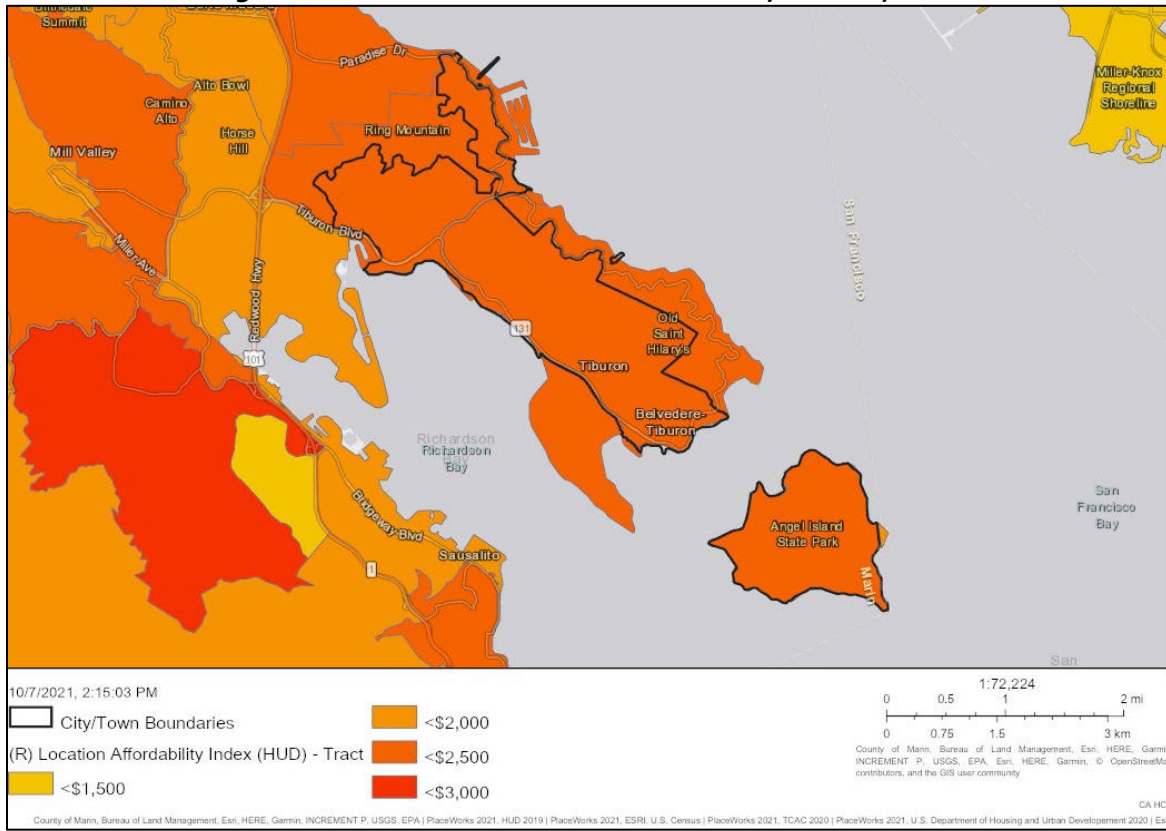 Summit
Paradise Dr
Alto Bowl
Camino
Alto
Ring Mountain
Horse
Hill
Mill Valley
Miller-Knox
Regional
Shoreline
Tiburon Blvd
Miller Ave
Redwood Hwy
San Francisco
101
131
Old
Saint
Hilary's
Tiburon
Belvedere-
Tiburon
Richardson
Bay
Richardson
Bay
Bridgeway Blvd
Sausalito
1
Angel Island
State Park
Marin
San
Francisco
Bay
San
10/7/2021, 2:15:03 PM
City/Town Boundaries
(R) Location Affordability Index (HUD) - Tract
<$1,500
<$2,000
<$2,500
<$3,000
1:72,224
0 0.5 1 2 mi
0 0.75 1.5 3 km
County of Marin, Bureau of Land Management, Esri, HERE, Garmin,
INCREMENT P, USGS, EPA, Esri, HERE, Garmin, © OpenStreetMa
contributors, and the GIS user community
CA HC
County of Marin, Bureau of Land Management, Esri, HERE, Garmin, INCREMENT P, USGS, EPA | PlaceWorks 2021, HUD 2019 | PlaceWorks 2021, ESRI, U.S. Census | PlaceWorks 2021, TCAC 2020 | PlaceWorks 2021, U.S. Department of Housing and Urban Developement 2020 | Es